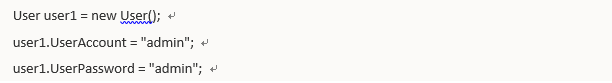 User user1 = new User();
user1.UserAccount = "admin";
user1.UserPassword = "admin";